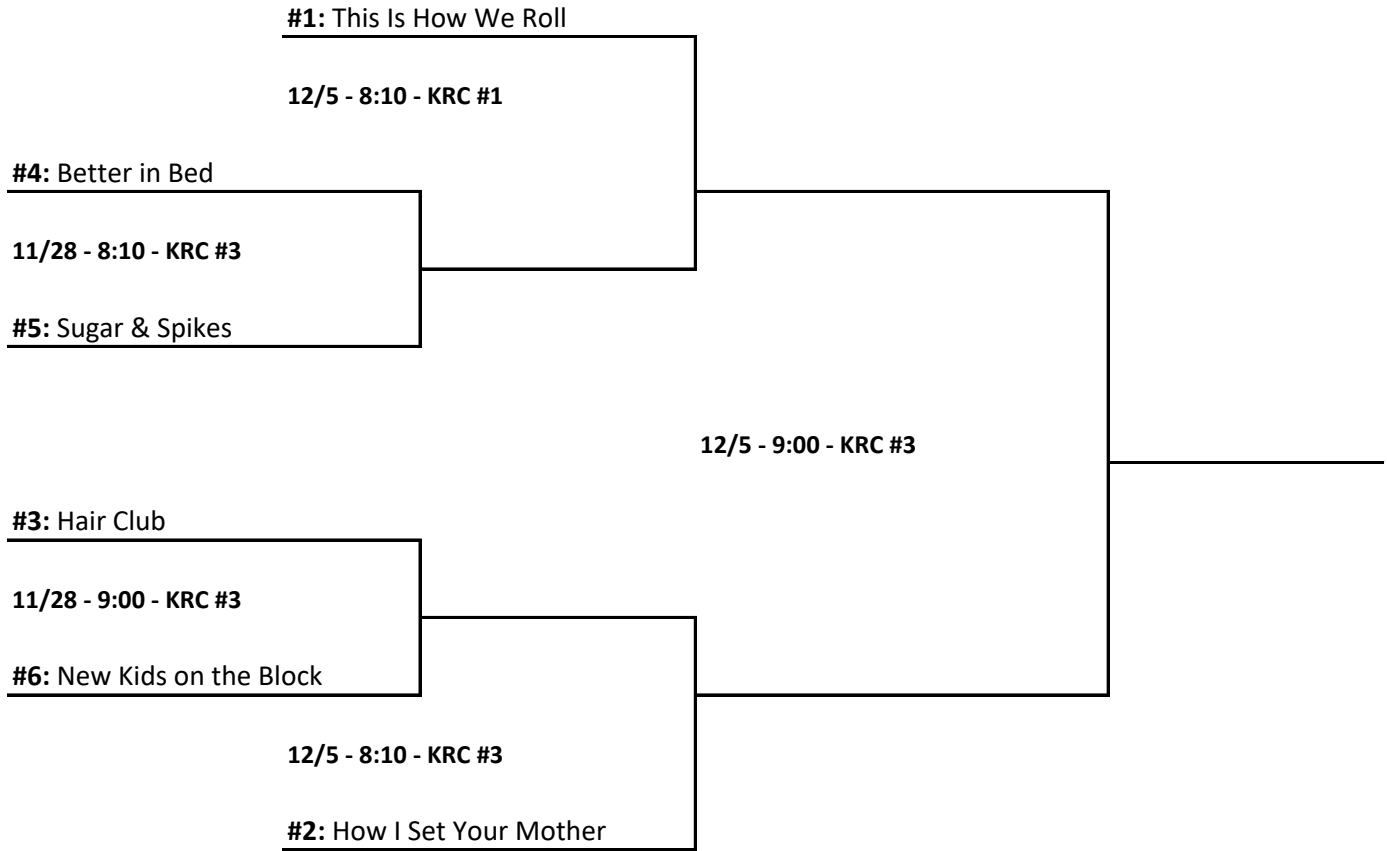 #1: This Is How We Roll
12/5 - 8:10 - KRC #1
#4: Better in Bed
11/28 - 8:10 - KRC #3
#5: Sugar & Spikes
12/5 - 9:00 - KRC #3
#3: Hair Club
11/28 - 9:00 - KRC #3
#6: New Kids on the Block
12/5 - 8:10 - KRC #3
#2: How I Set Your Mother